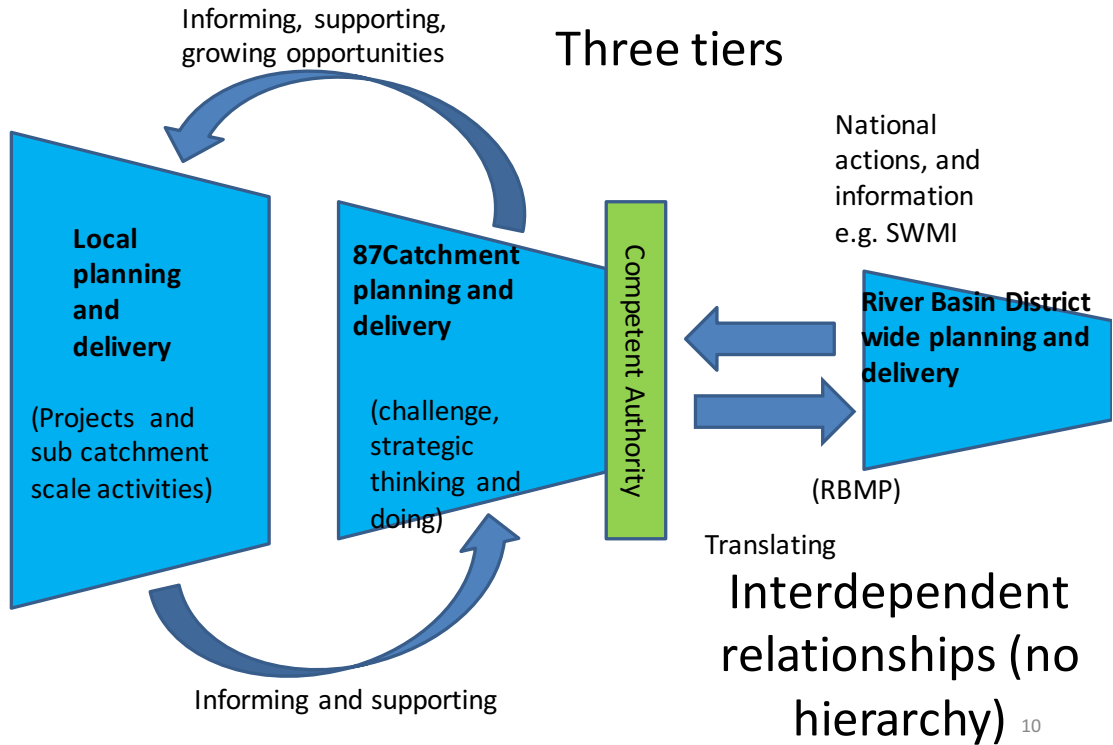 Informing, supporting,
growing opportunities
Three tiers
National
actions, and
information
e.g. SWMI
Local
planning
and
delivery
(Projects and
sub catchment
scale activities)
87Catchment
planning and
delivery
(challenge,
strategic
thinking and
doing)
Competent Authority
River Basin District
wide planning and
delivery
(RBMP)
Translating
Interdependent
relationships (no
hierarchy)
Informing and supporting
10